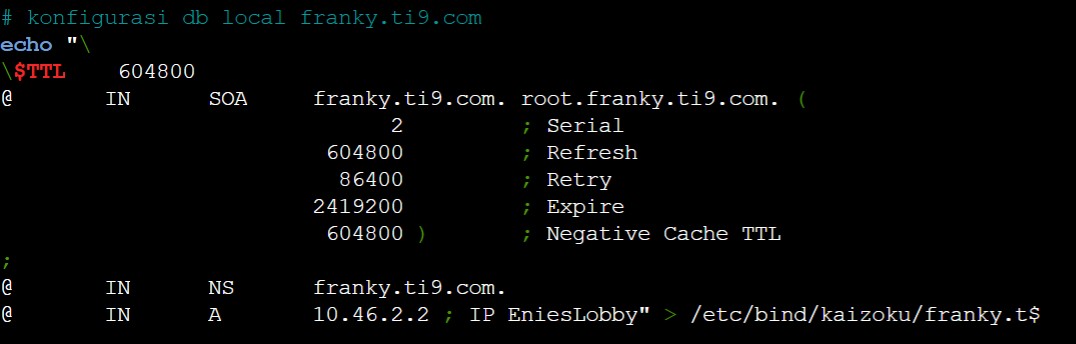 # konfigurasi db local franky.ti9.com
echo "\
\$TTL    604800
@       IN      SOA     franky.ti9.com. root.franky.ti9.com. (
                              2         ; Serial
                         604800         ; Refresh
                          86400         ; Retry
                        2419200         ; Expire
                         604800 )       ; Negative Cache TTL
;
@       IN      NS      franky.ti9.com.
@       IN      A       10.46.2.2 ; IP EniesLobby" > /etc/bind/kaizoku/franky.t$